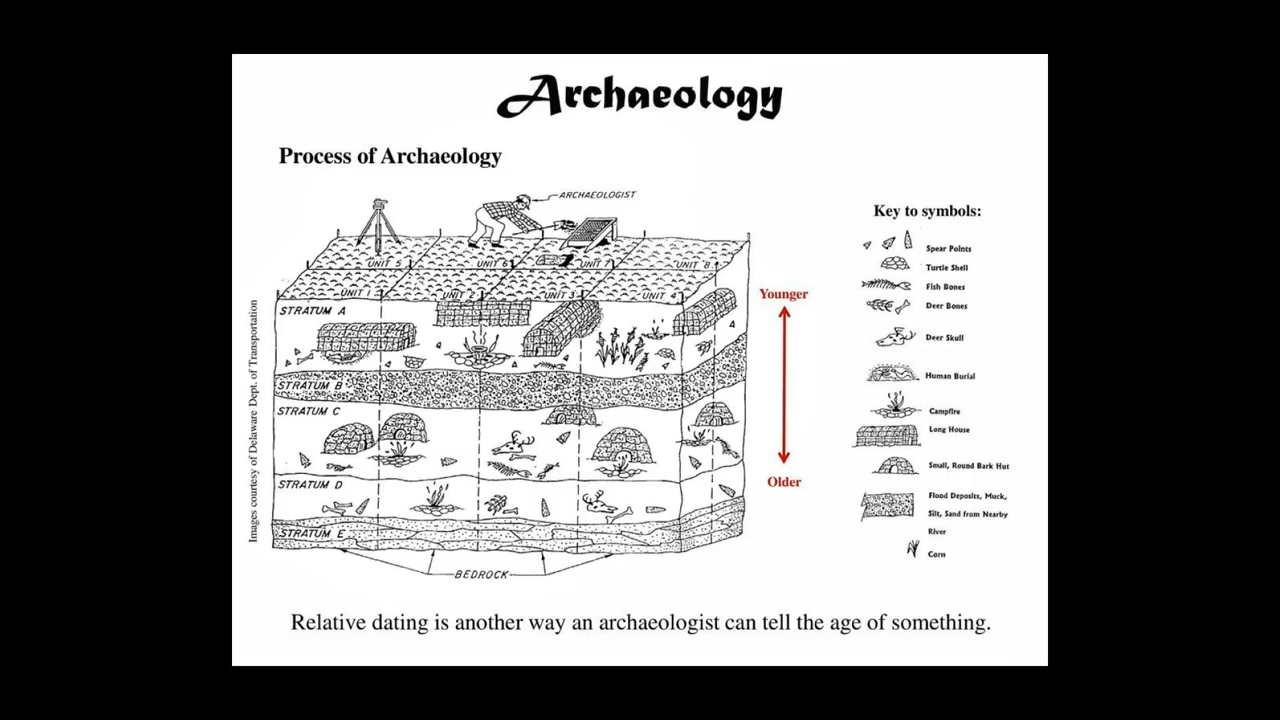 Archaeology
Process of Archaeology
ARCHAEOLOGIST
UNIT 5
UNIT 6
UNIT 7
UNIT 8
UNIT 1
UNIT 2
UNIT 3
UNIT 4
STRATUM A
STRATUM B
STRATUM C
STRATUM D
STRATUM E
BEDROCK
Images courtesy of Delaware Dept. of Transportation
Younger
Older
Key to symbols:
Spear Points
Turtle Shell
Fish Bones
Deer Bones
Deer Skull
Human Burial
Campfire
Long House
Small, Round Bark Hut
Flood Deposits, Muck,
Silt, Sand from Nearby
River
Corn
Relative dating is another way an archaeologist can tell the age of something.